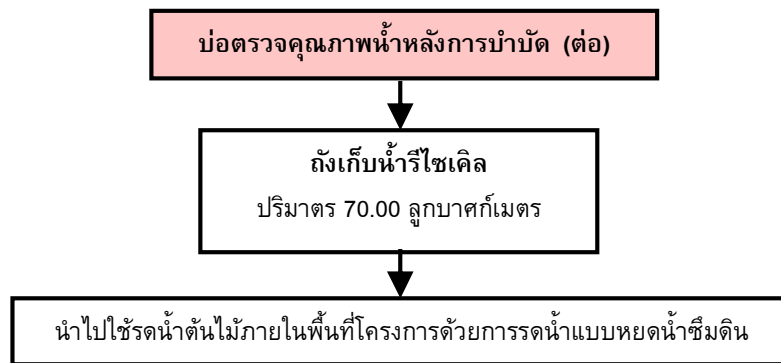 บ่อตรวจคุณภาพน้ำหลังการบำบัด (ต่อ)
ถังเก็บน้ำรีไซเคิล
ปริมาตร 70.00 ลูกบาศก์เมตร
นำไปใช้รดน้ำต้นไม้ภายในพื้นที่โครงการด้วยการรดน้ำแบบหยดน้ำซึมดิน